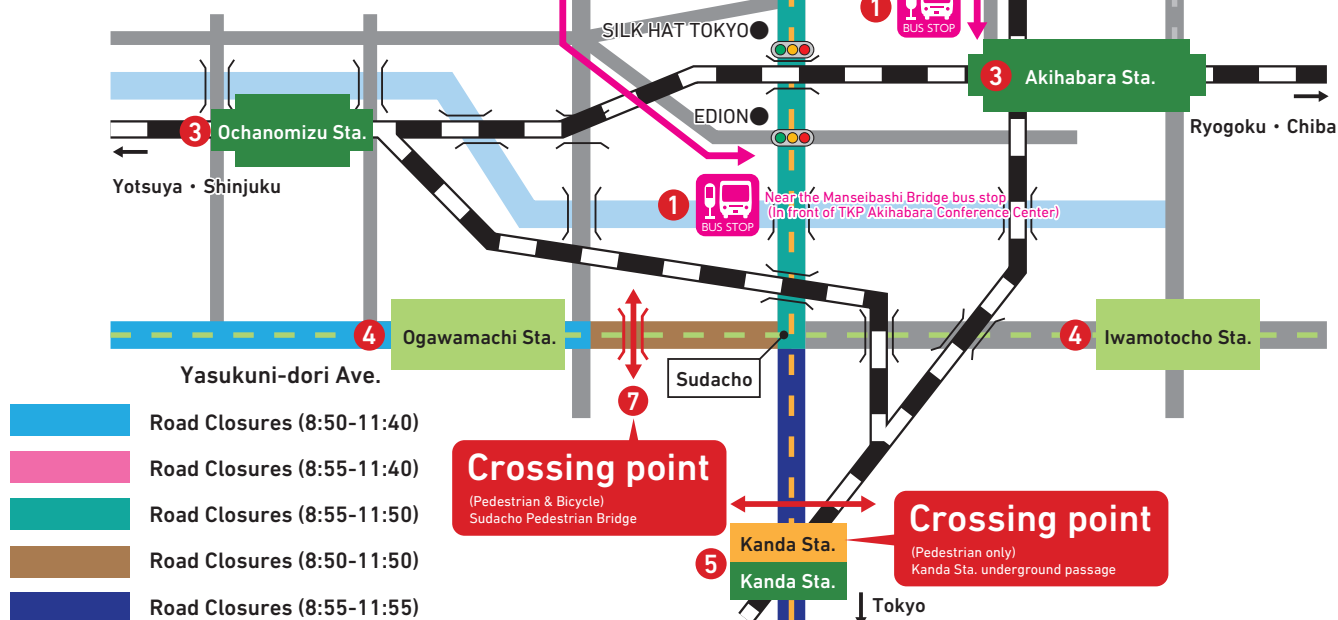 1
BUS STOP
SILK HAT TOKYO
3
Akihabara Sta.
EDION
Ryogoku・Chiba
3
Ochanomizu Sta.
Yotsuya・Shinjuku
1
BUS STOP
Near the Manseibashi Bridge bus stop
(In front of TKP Akihabara Conference Center)
4
Ogawamachi Sta.
4
Iwamotocho Sta.
Yasukuni-dori Ave.
Sudacho
7
Road Closures (8:50-11:40)
Road Closures (8:55-11:40)
Road Closures (8:55-11:50)
Road Closures (8:50-11:50)
Road Closures (8:55-11:55)
Crossing point
(Pedestrian & Bicycle)
Sudacho Pedestrian Bridge
Crossing point
(Pedestrian only)
Kanda Sta. underground passage
5
Kanda Sta.
Kanda Sta.
Tokyo